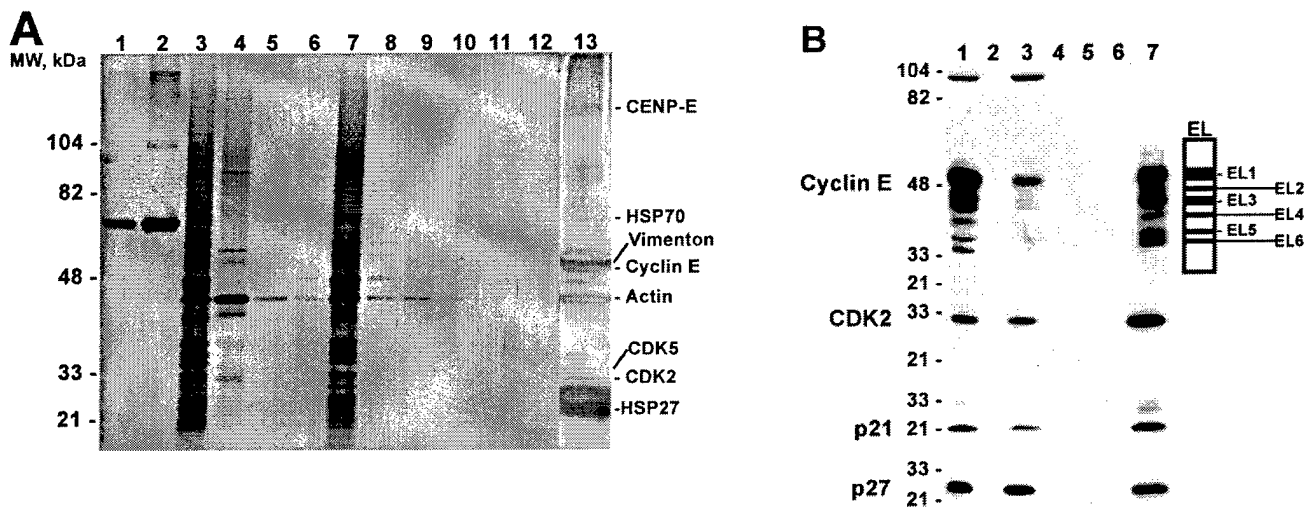 A
MW, kDa
1 2 3 4 5 6 7 8 9 10 11 12 13
104 -
82 -
48 -
33 -
21 -
- CENP-E
- HSP70
Vimenton
- Cyclin E
- Actin
CDK5
- CDK2
-HSP27
B
1 2 3 4 5 6 7
104 -
82 -
Cyclin E 48 -
33 -
21 -
EL
EL1
EL2
EL3
EL4
EL5
EL6
33 -
CDK2
21 -
33 -
p21 21 -
33 -
p27
21 -